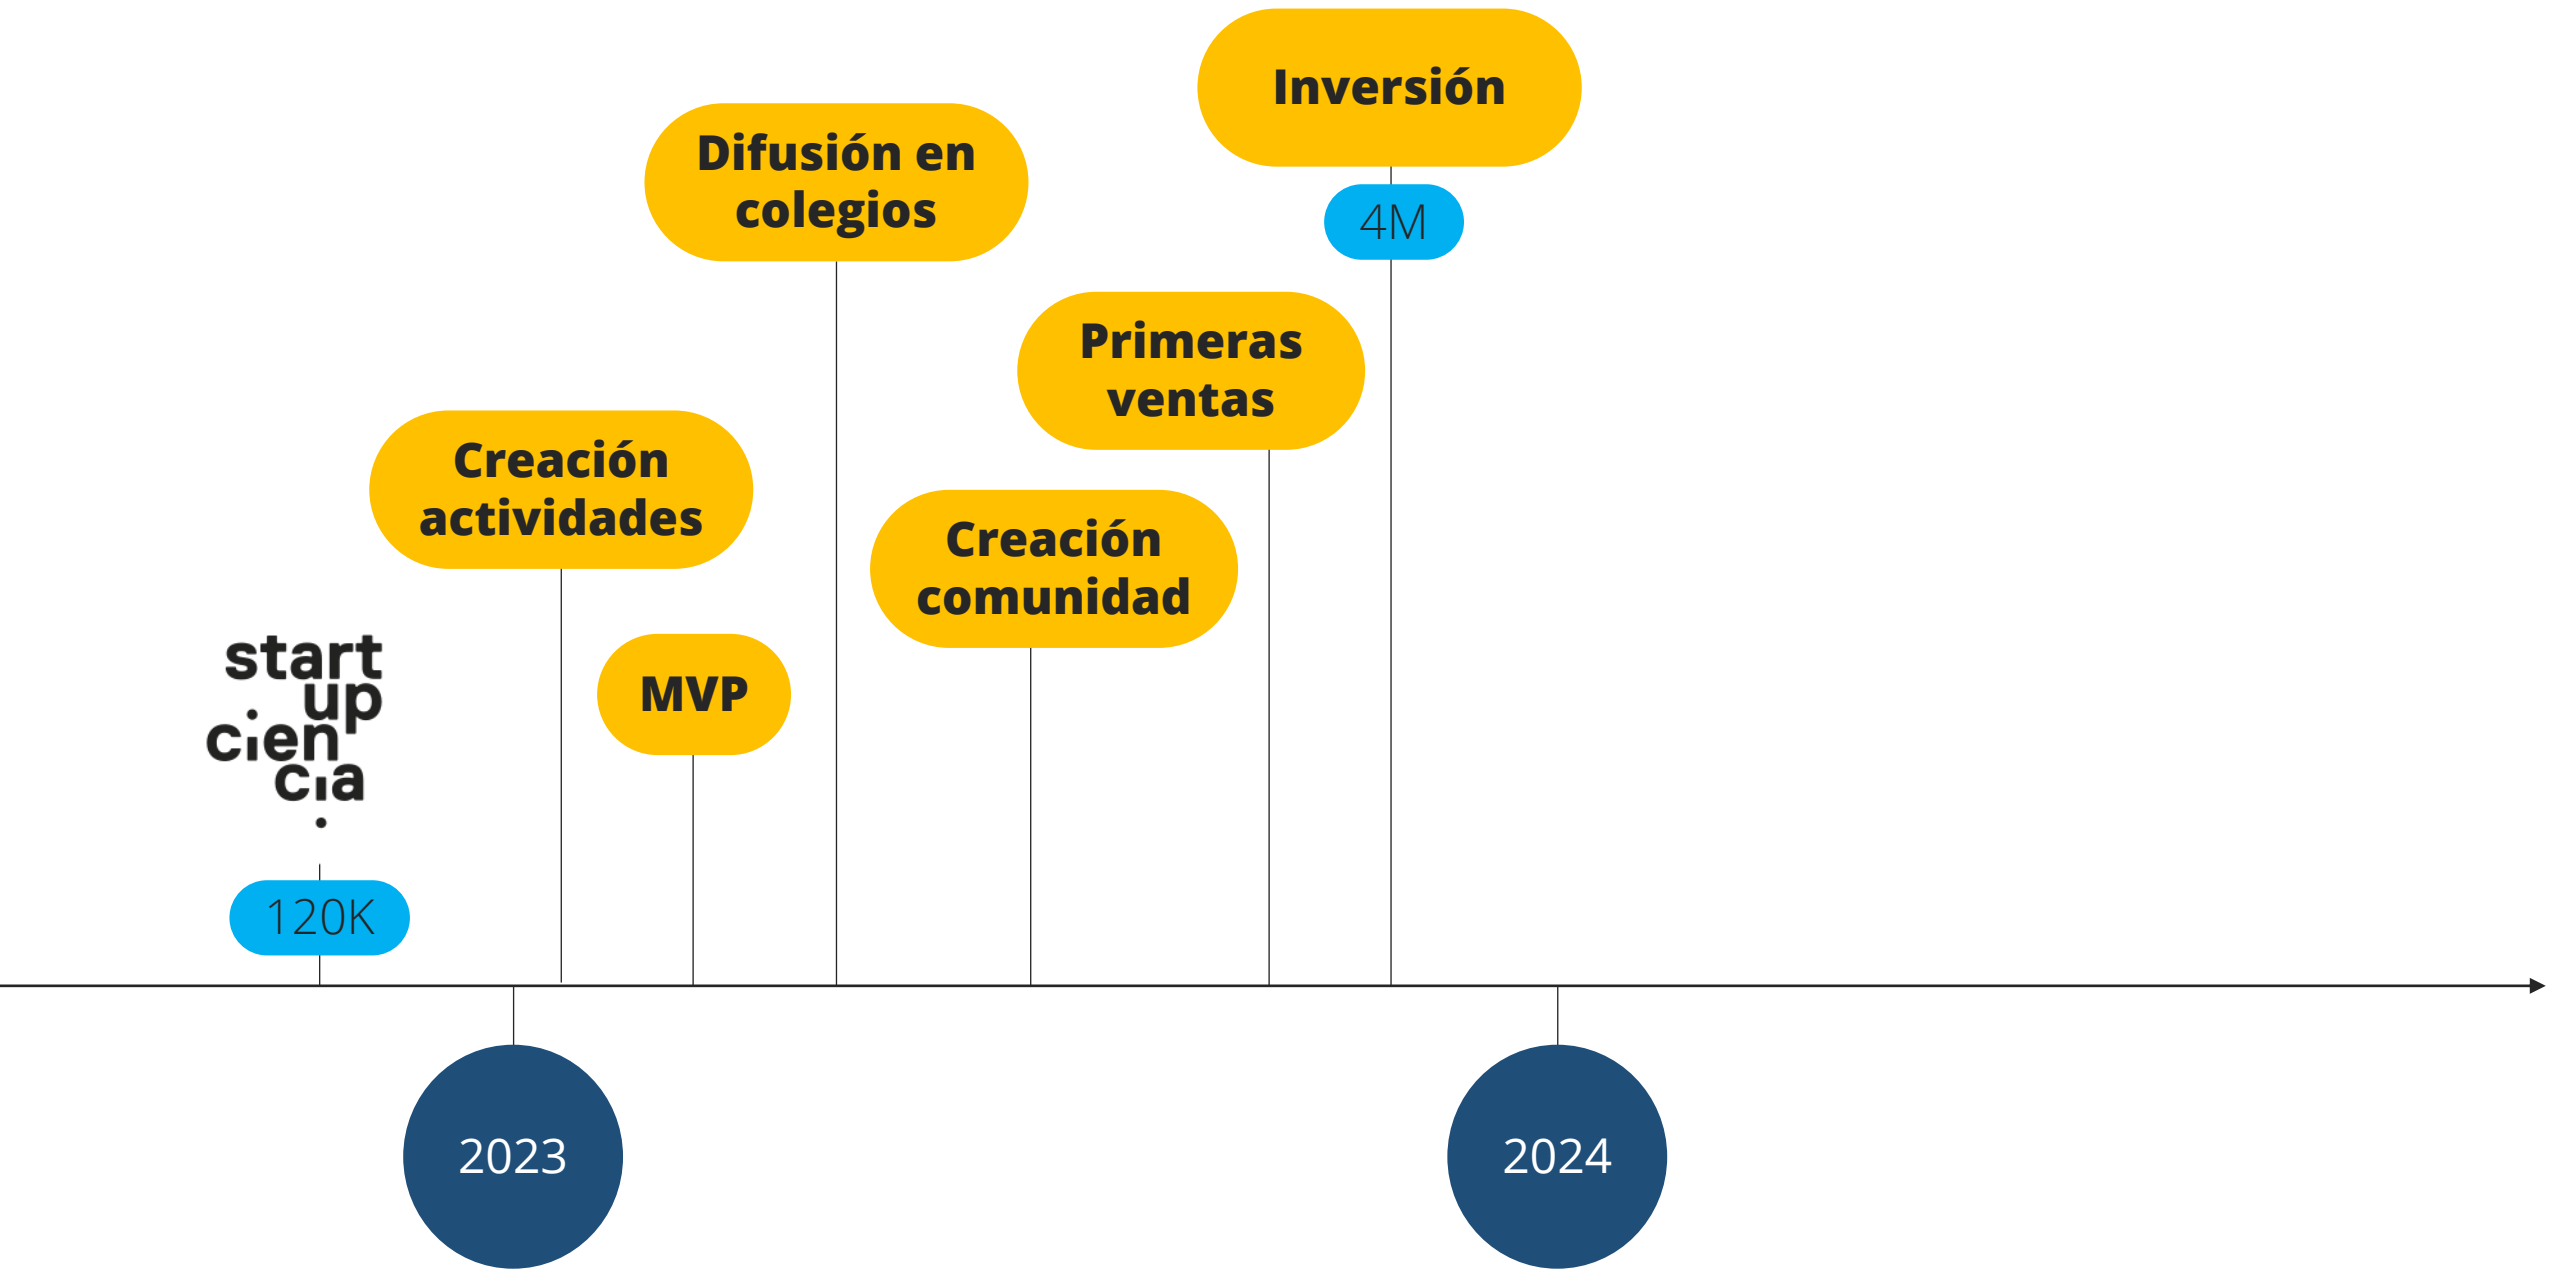 Inversión
4M
Difusión en
colegios
Primeras
ventas
Creación
actividades
Creación
comunidad
MVP
start
up
cien
cia
120K
2023
2024